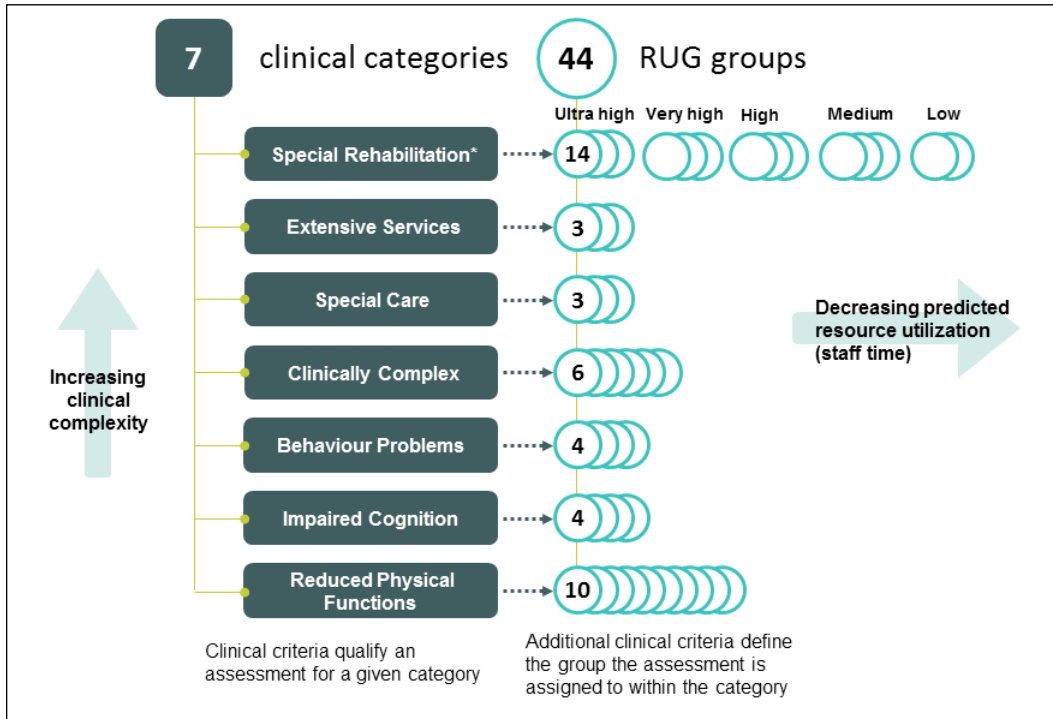 7 clinical categories 44 RUG groups
Ultra high Very high High Medium Low
Special Rehabilitation* 14
Extensive Services 3
Special Care 3
Clinically Complex 6
Behaviour Problems 4
Impaired Cognition 4
Reduced Physical
Functions 10
Increasing
clinical
complexity
Decreasing predicted
resource utilization
(staff time)
Clinical criteria qualify an
assessment for a given category
Additional clinical criteria define
the group the assessment is
assigned to within the category